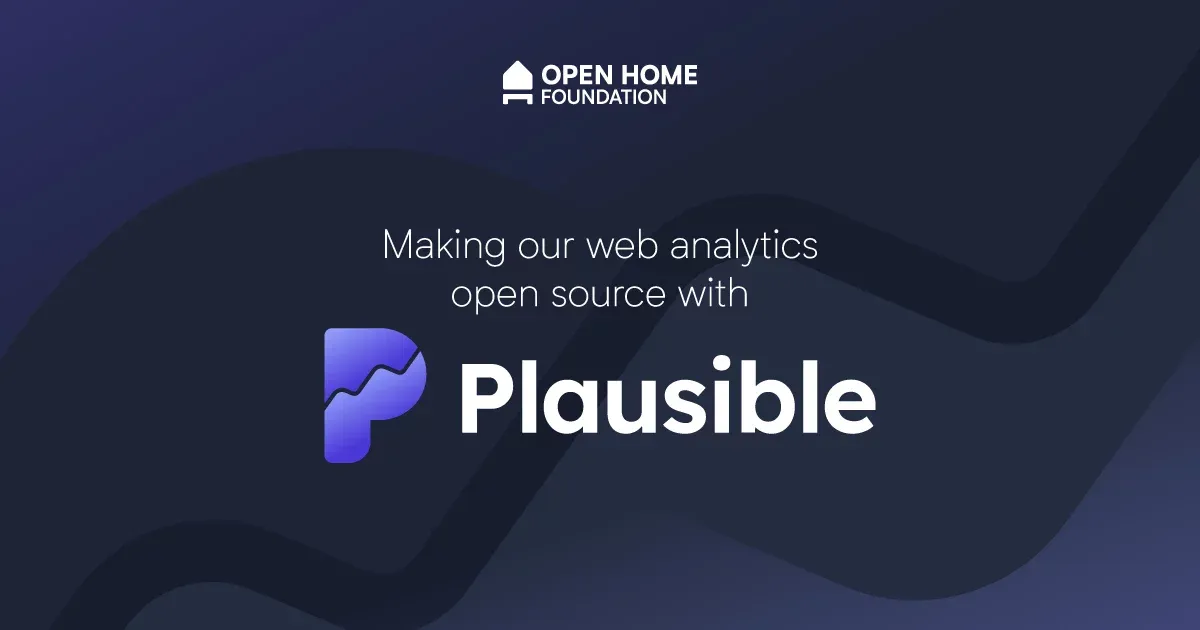 OPEN HOME
FOUNDATION
Making our web analytics
open source with
Plausible